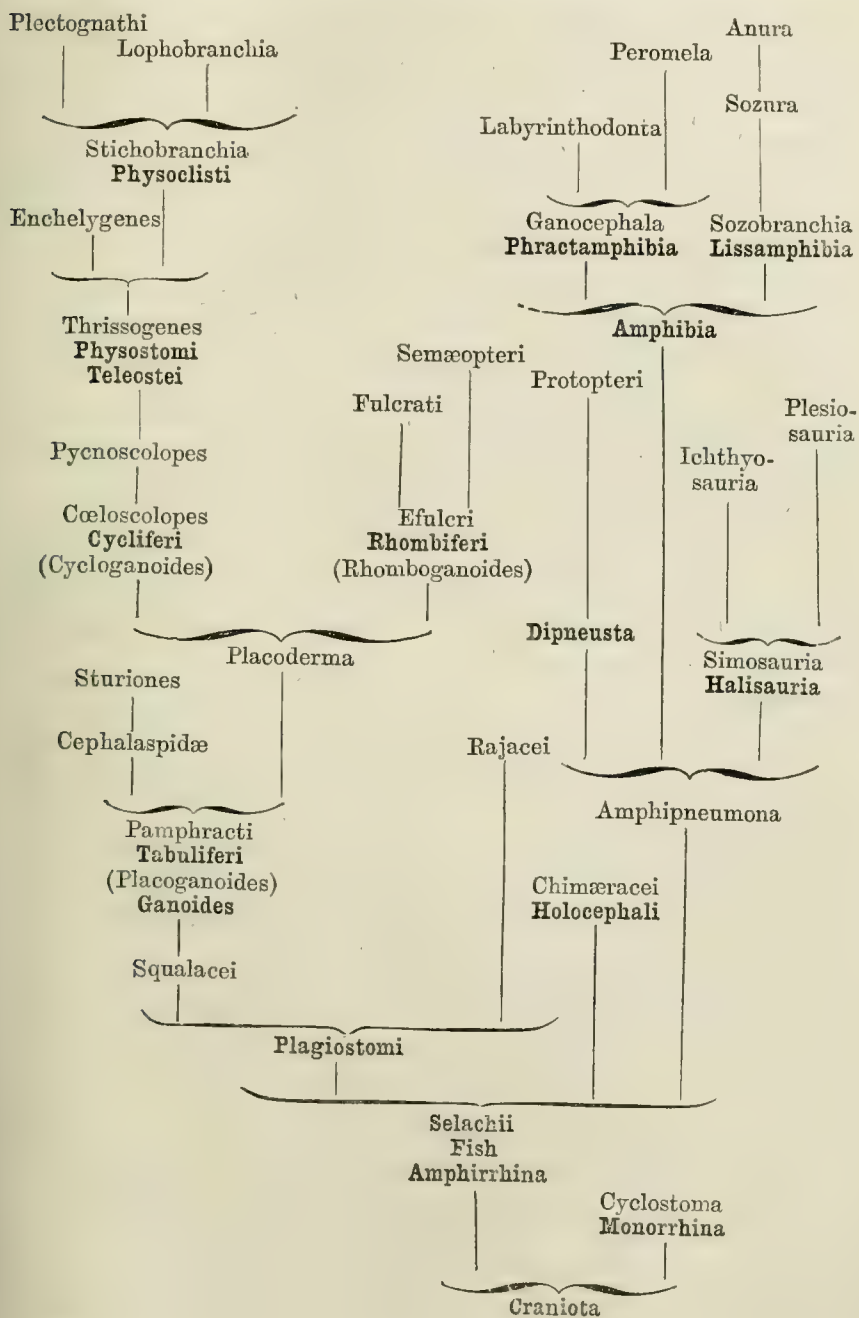 Plectognathi
Lophobranchia
Stichobranchia
Physoclisti
Enchelygenes
Thrissogenes
Physostomi
Teleostei
Pycnoscolopes
Cœloscolopes
Cycliferi
(Cycloganoides)
Anura
Peromela
Sozura
Labyrinthodonta
Ganocephala
Phractamphibia
Sozobranchia
Lissamphibia
Amphibia
Semæopteri
Protopteri
Fulcrati
Plesio-
sauria
Ichthyo-
sauria
Efulcri
Rhombiferi
(Rhomboganoides)
Dipneusta
Simosauria
Halisauria
Placoderma
Sturiones
Cephalaspidæ
Rajacei
Amphipneumona
Pamphracti
Tabuliferi
(Placoganoides)
Ganoides
Chimæracei
Holocephali
Squalacei
Plagiostomi
Selachii
Fish
Amphirrhina
Cyclostoma
Monorrhina
Craniota